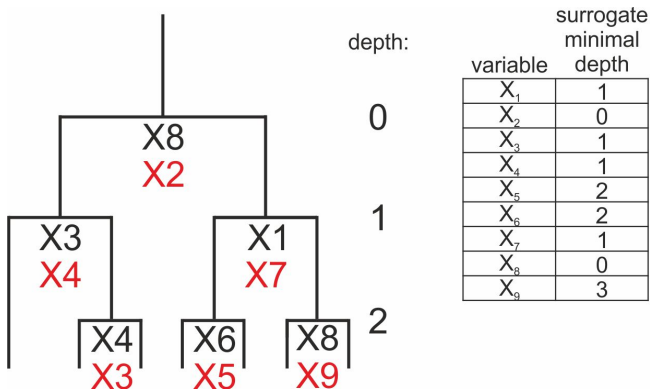 depth:
0
X8
X2
1
X3
X1
X4
X7
2
X4
X6
X8
X3
X5
X9
surrogate
minimal
variable depth
X₁ 1
X₂ 0
X₃ 1
X₄ 1
X₅ 2
X₆ 2
X₇ 1
X₈ 0
X₉ 3